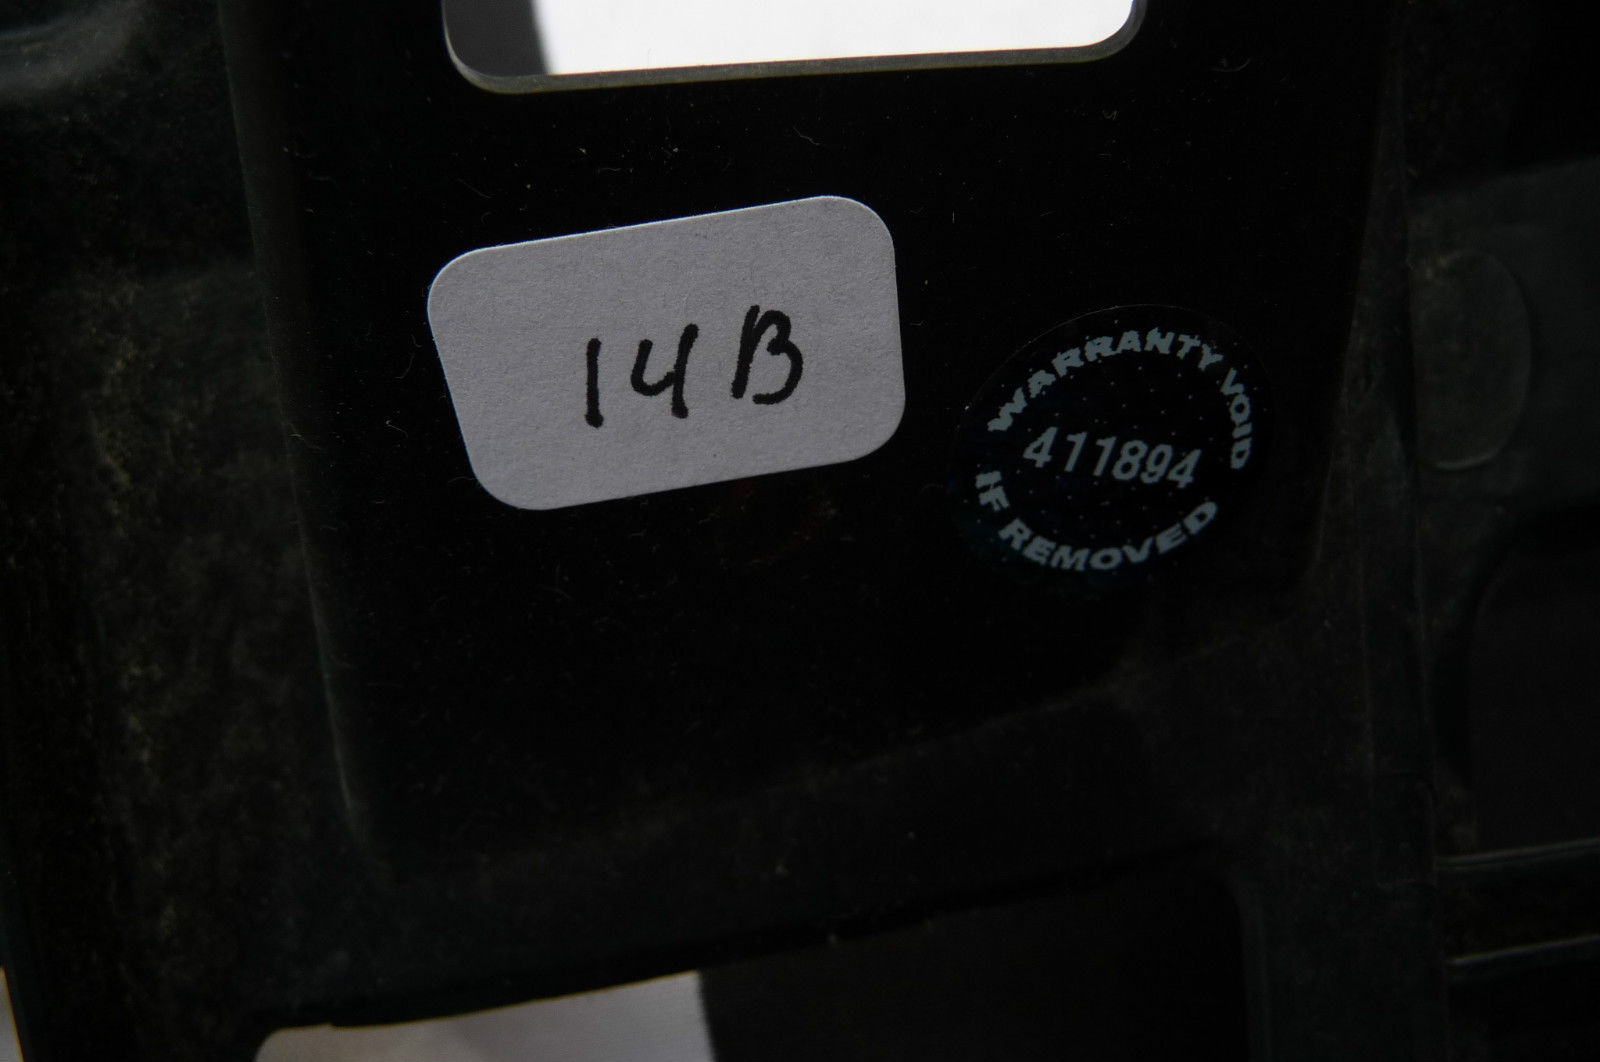 14B
WARRANTY VOID
411894
IF REMOVED